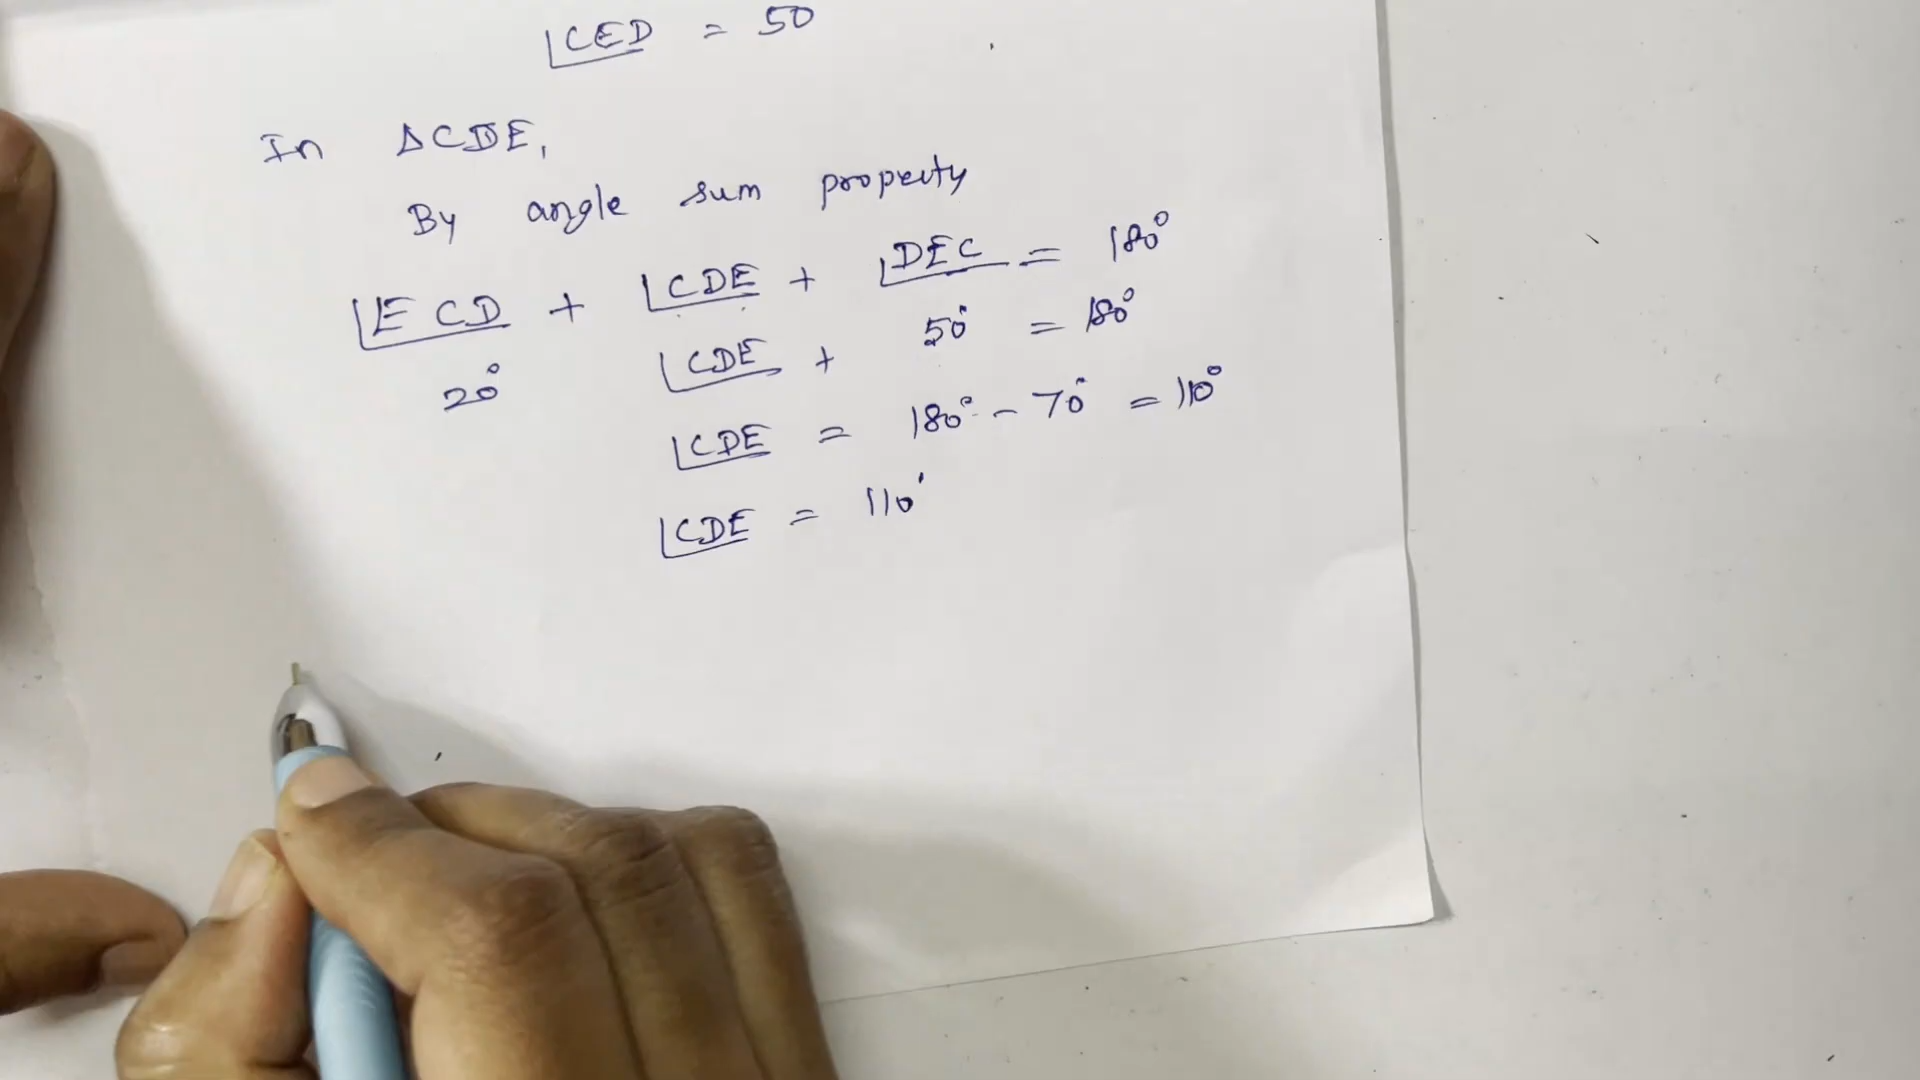 ∠CED = 50
In ΔCDE,
By angle sum property
∠ECD + ∠CDE + ∠DEC = 180°
20° ∠CDE + 50° = 180°
∠CDE = 180° - 70° = 110°
∠CDE = 110°